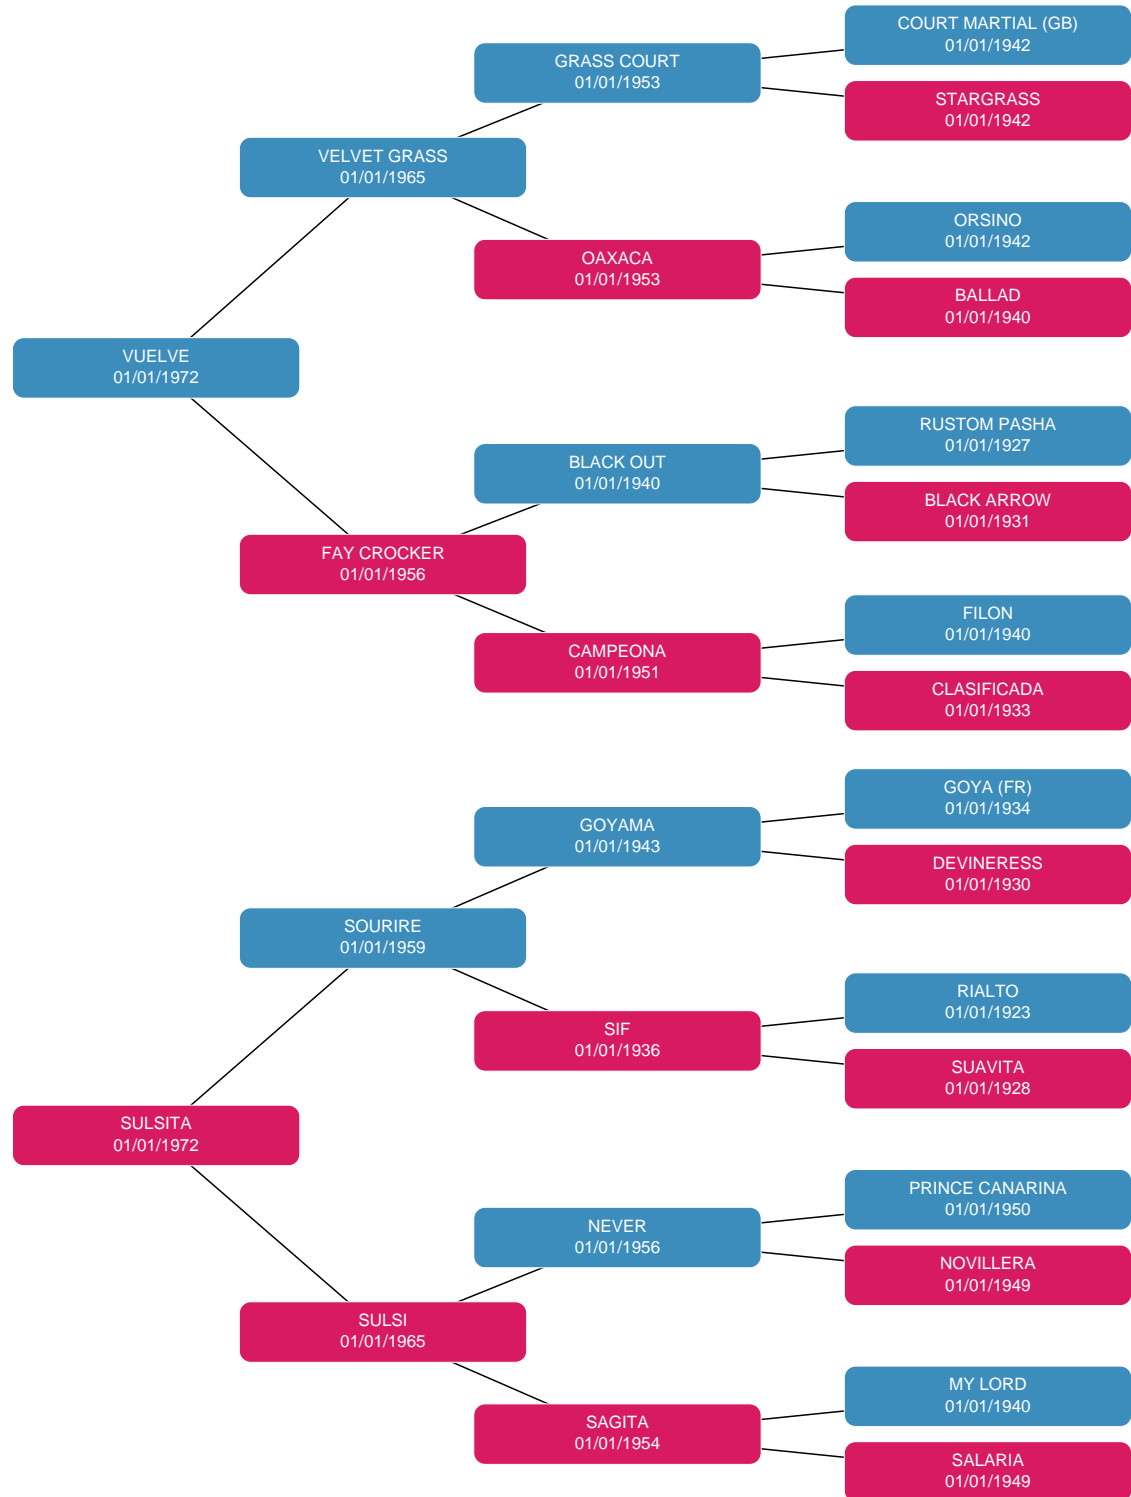 COURT MARTIAL (GB)
01/01/1942
GRASS COURT
01/01/1953
STARGRASS
01/01/1942
VELVET GRASS
01/01/1965
ORSINO
01/01/1942
OAXACA
01/01/1953
BALLAD
01/01/1940
VUELVE
01/01/1972
RUSTOM PASHA
01/01/1927
BLACK OUT
01/01/1940
BLACK ARROW
01/01/1931
FAY CROCKER
01/01/1956
FILON
01/01/1940
CAMPEONA
01/01/1951
CLASIFICADA
01/01/1933
GOYA (FR)
01/01/1934
GOYAMA
01/01/1943
DEVINERESS
01/01/1930
SOURIRE
01/01/1959
RIALTO
01/01/1923
SIF
01/01/1936
SUAVITA
01/01/1928
SULSITA
01/01/1972
PRINCE CANARINA
01/01/1950
NEVER
01/01/1956
NOVILLERA
01/01/1949
SULSI
01/01/1965
MY LORD
01/01/1940
SAGITA
01/01/1954
SALARIA
01/01/1949